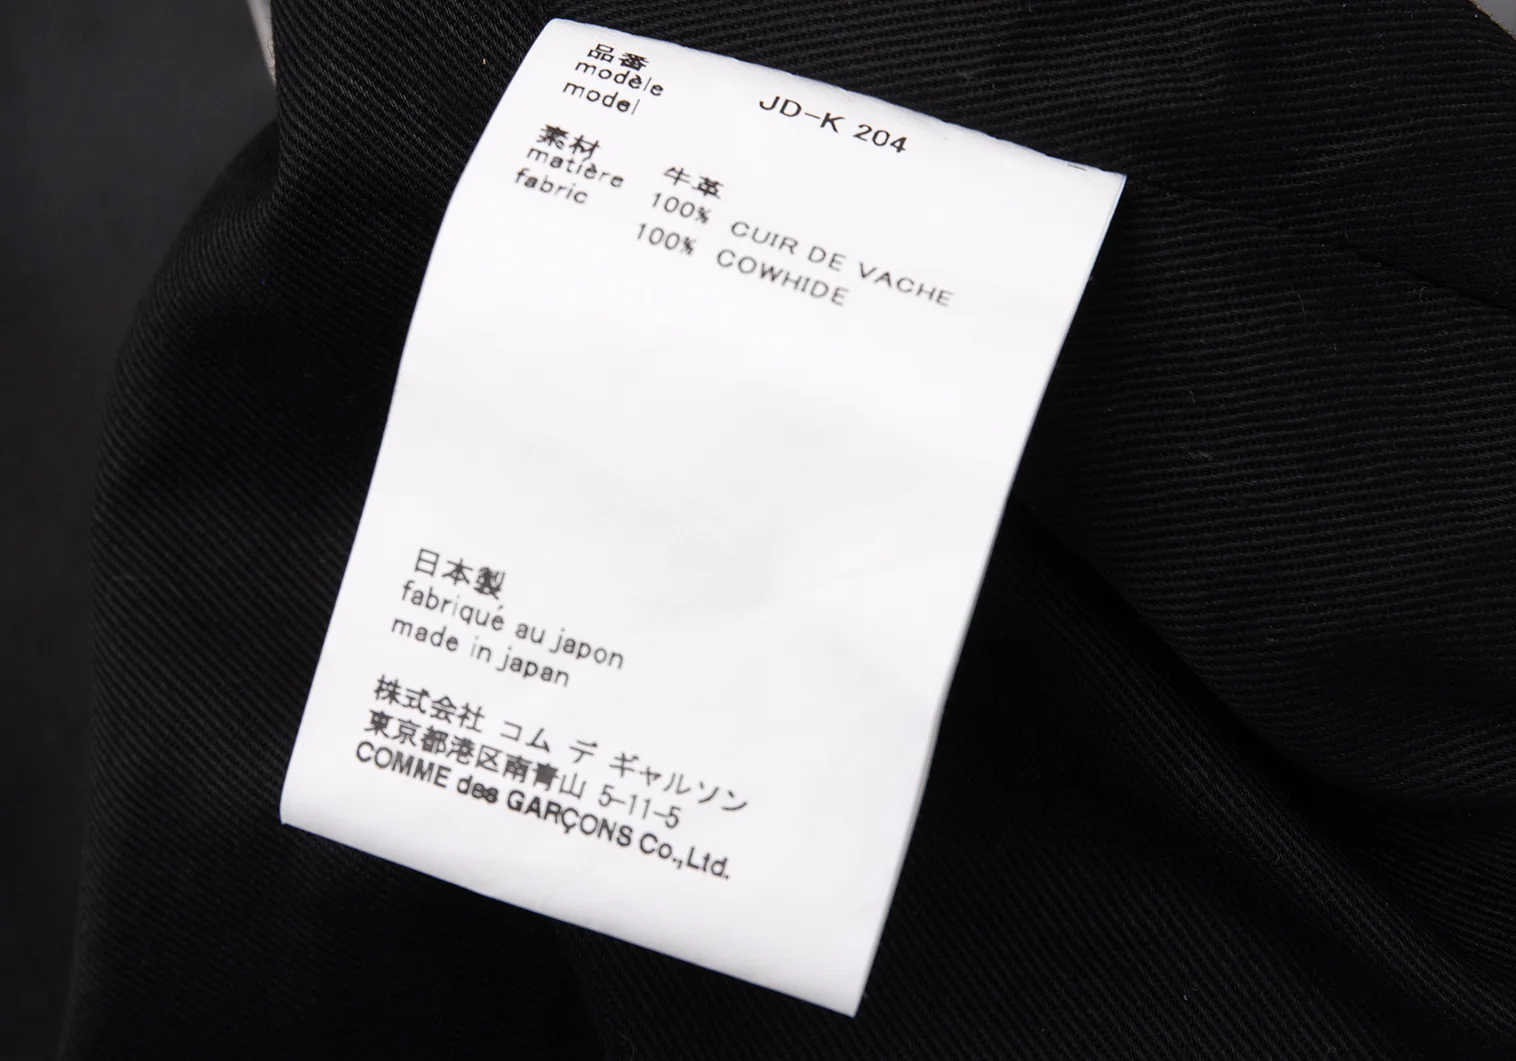 品番
modèle
model
JD-K 204
素材
matière
fabric
牛革
100% CUIR DE VACHE
100% COWHIDE
日本製
fabriqué au japon
made in japan
株式会社 コム デ ギャルソン
東京都港区南青山 5-11-5
COMME des GARÇONS Co.,Ltd.